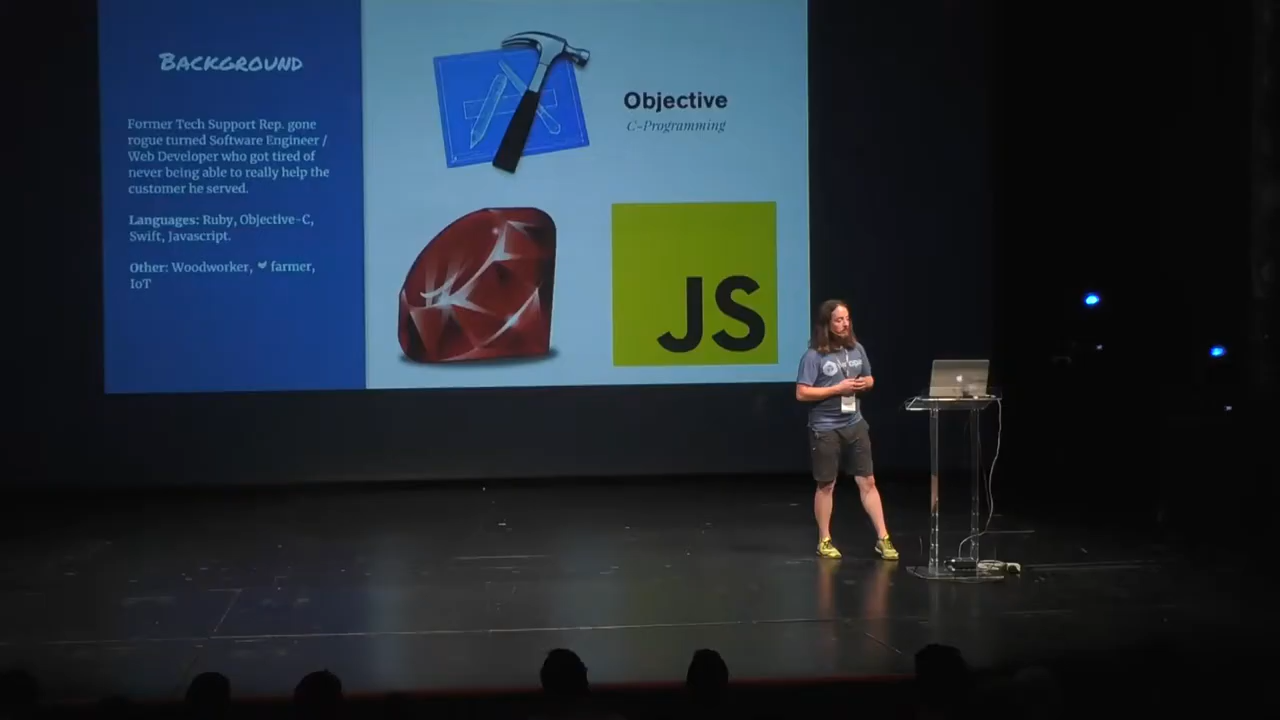 BACKGROUND
Former Tech Support Rep. gone
rogue turned Software Engineer /
Web Developer who got tired of
never being able to really help the
customer he served.
Languages: Ruby, Objective-C,
Swift, Javascript.
Other: Woodworker, ❤ farmer,
IoT
Objective
C-Programming
JS